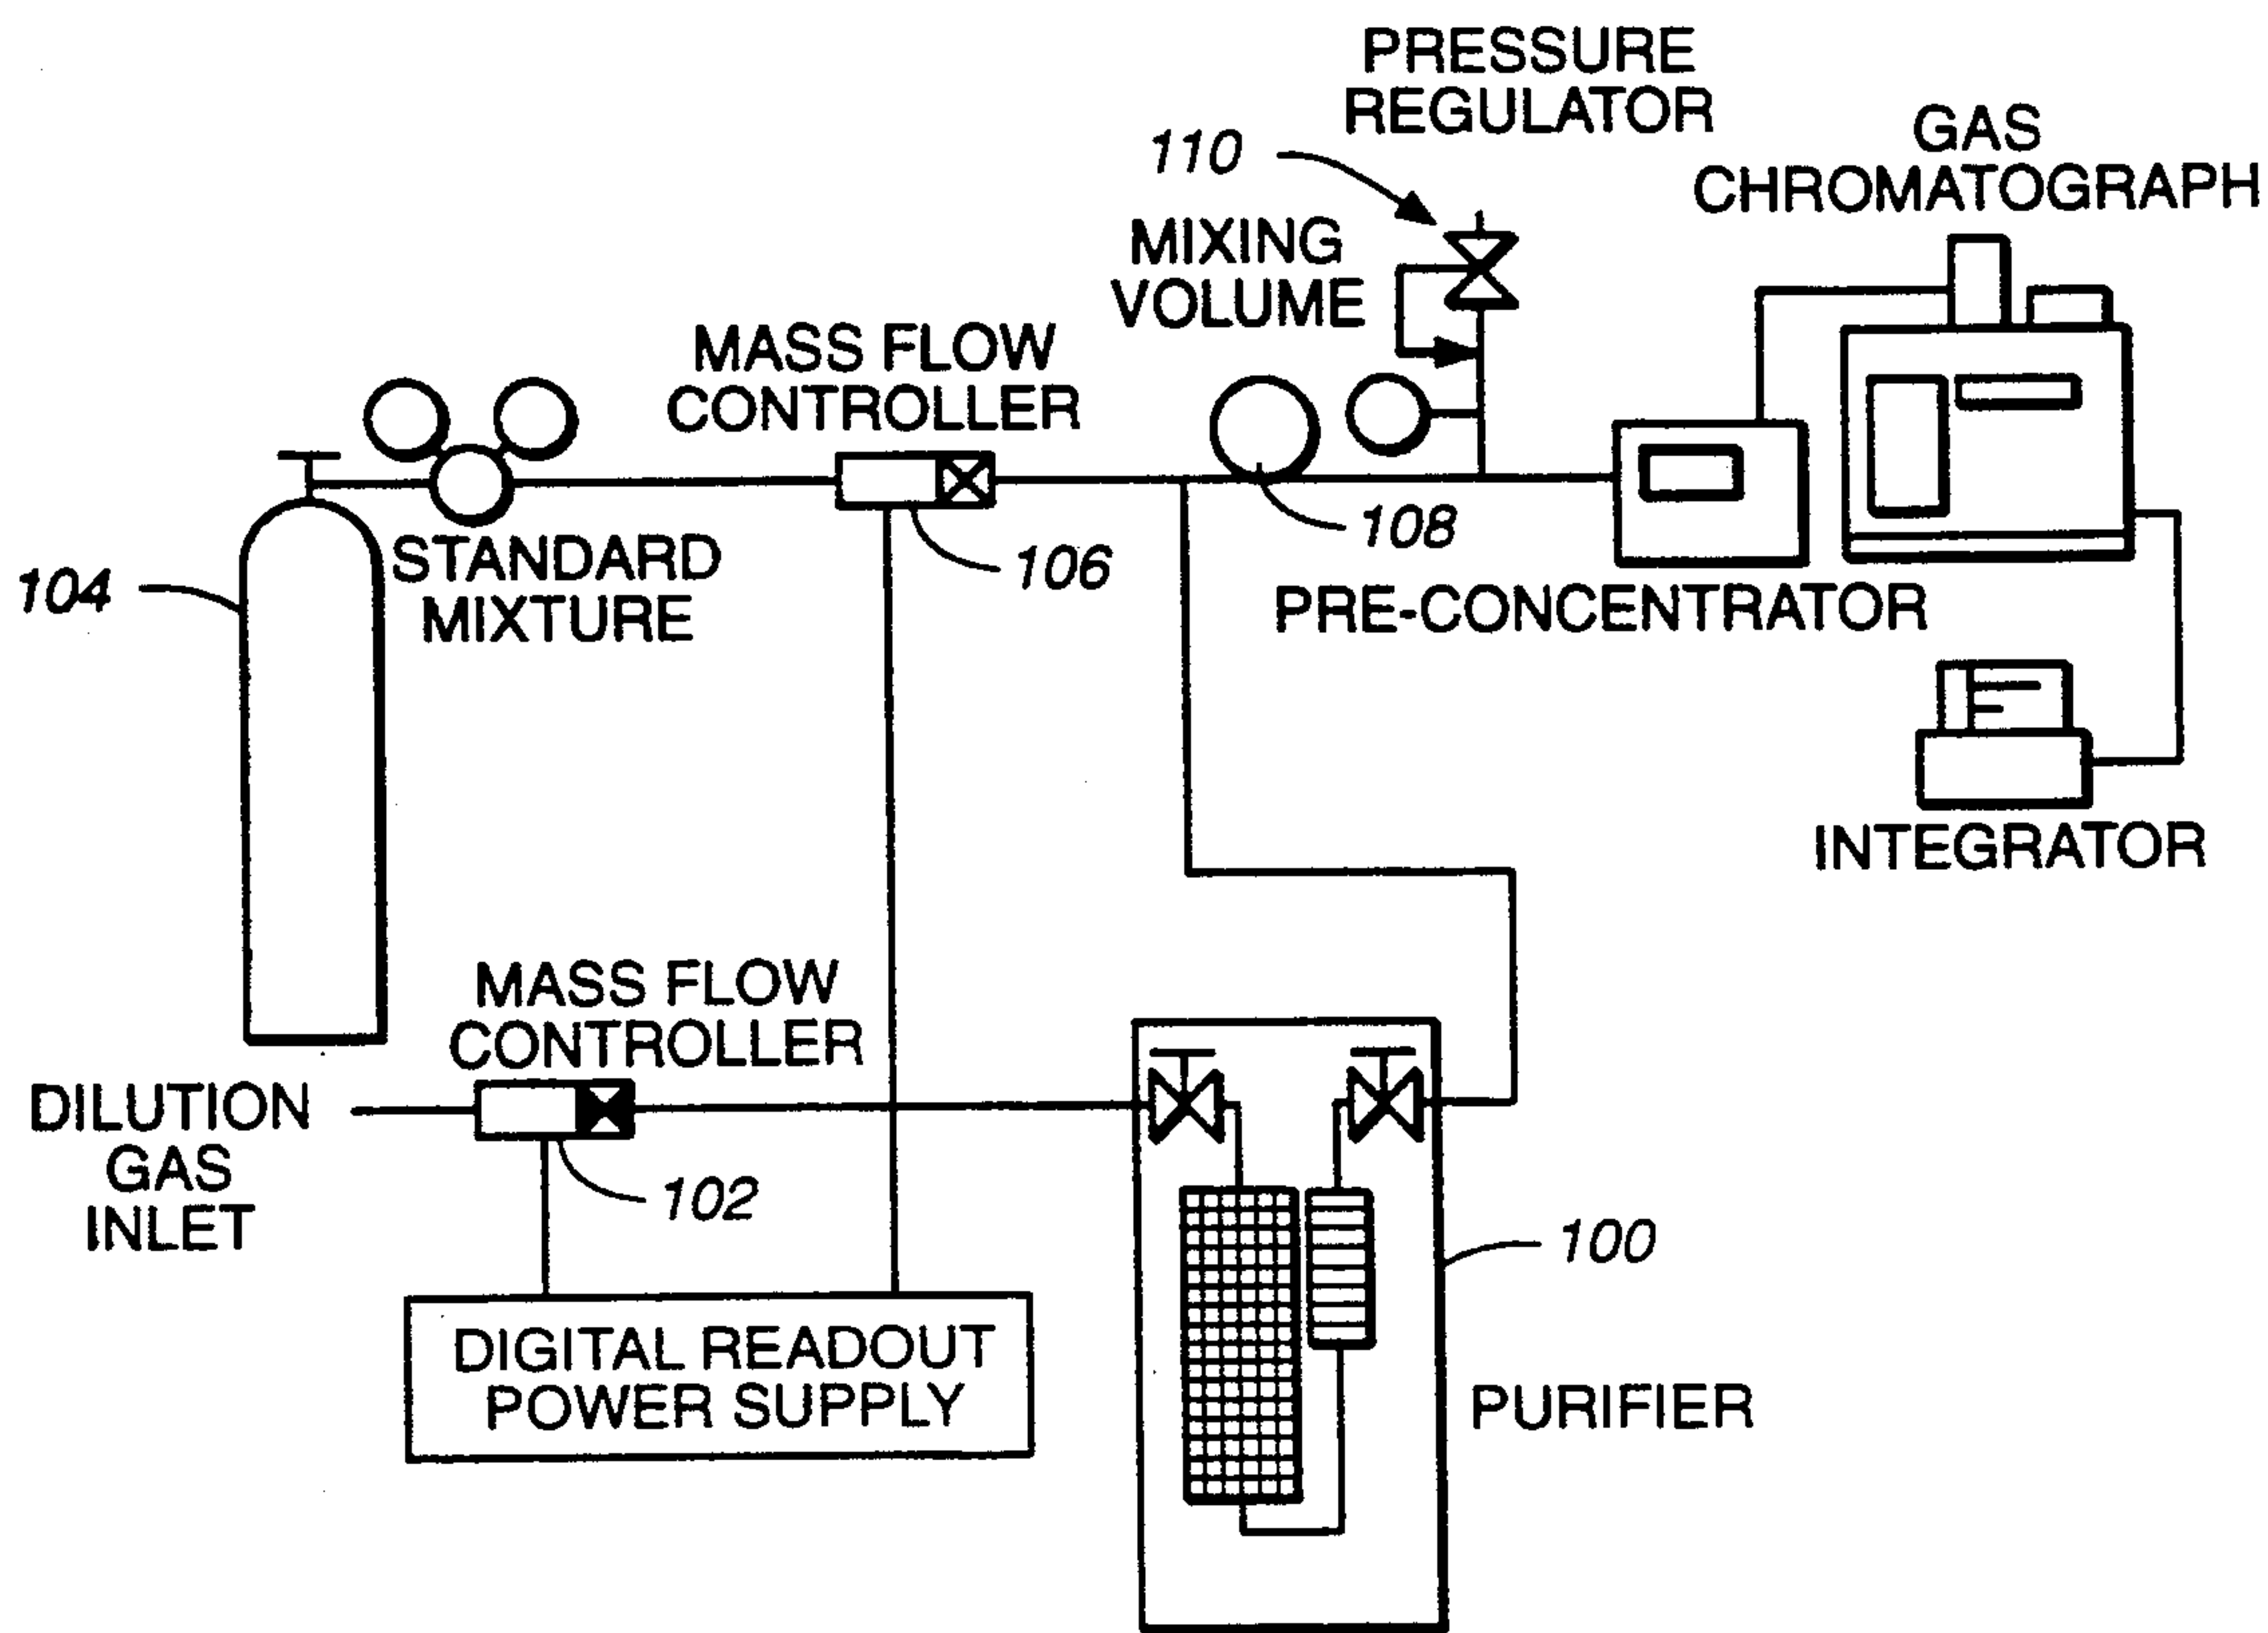 PRESSURE
REGULATOR
110
GAS
CHROMATOGRAPH
MIXING
VOLUME
MASS FLOW
CONTROLLER
108
106
STANDARD
MIXTURE
104
PRE-CONCENTRATOR
INTEGRATOR
MASS FLOW
CONTROLLER
DILUTION
GAS
INLET
102
100
DIGITAL READOUT
POWER SUPPLY
PURIFIER